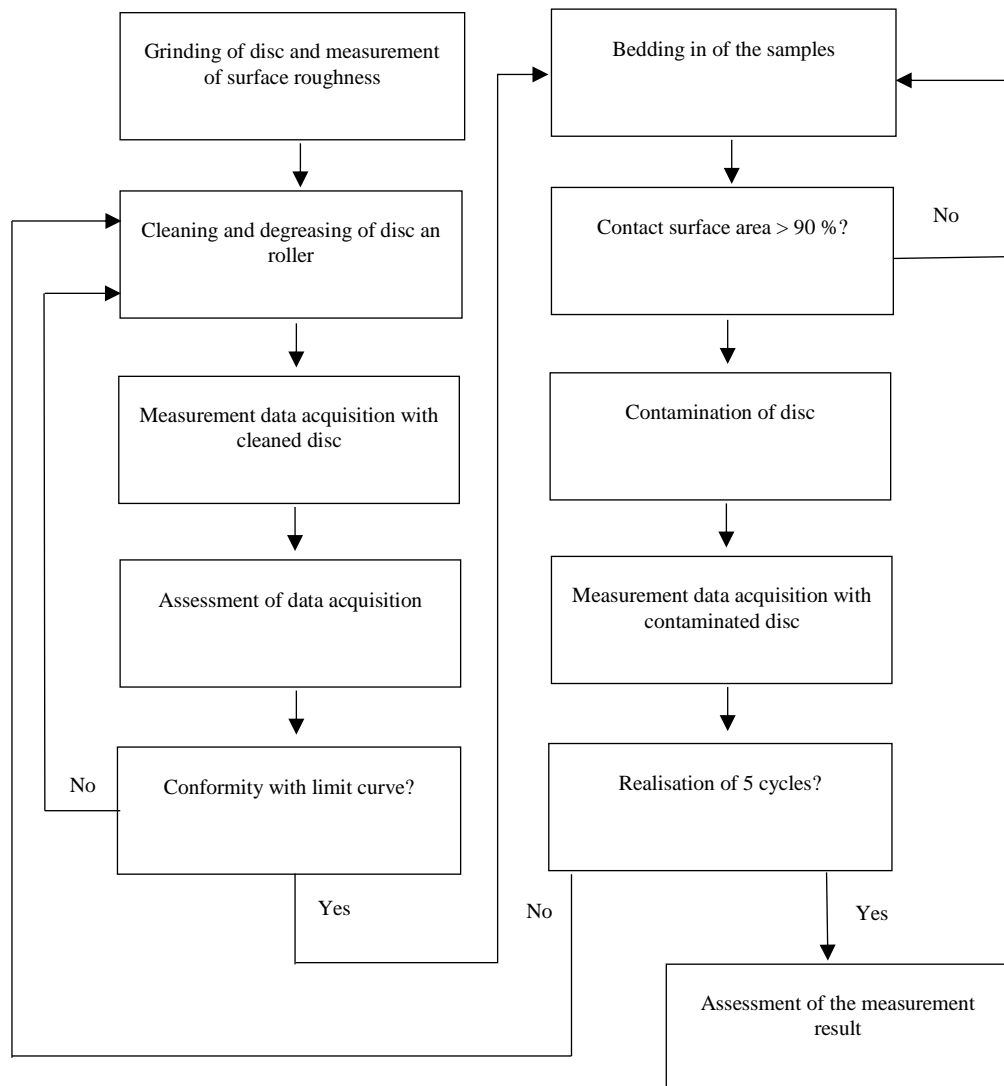 Grinding of disc and measurement
of surface roughness
Cleaning and degreasing of disc an
roller
Measurement data acquisition with
cleaned disc
Assessment of data acquisition
No
Conformity with limit curve?
Yes
Bedding in of the samples
Contact surface area > 90 %?
No
Contamination of disc
Measurement data acquisition with
contaminated disc
Realisation of 5 cycles?
No
Yes
Assessment of the measurement
result